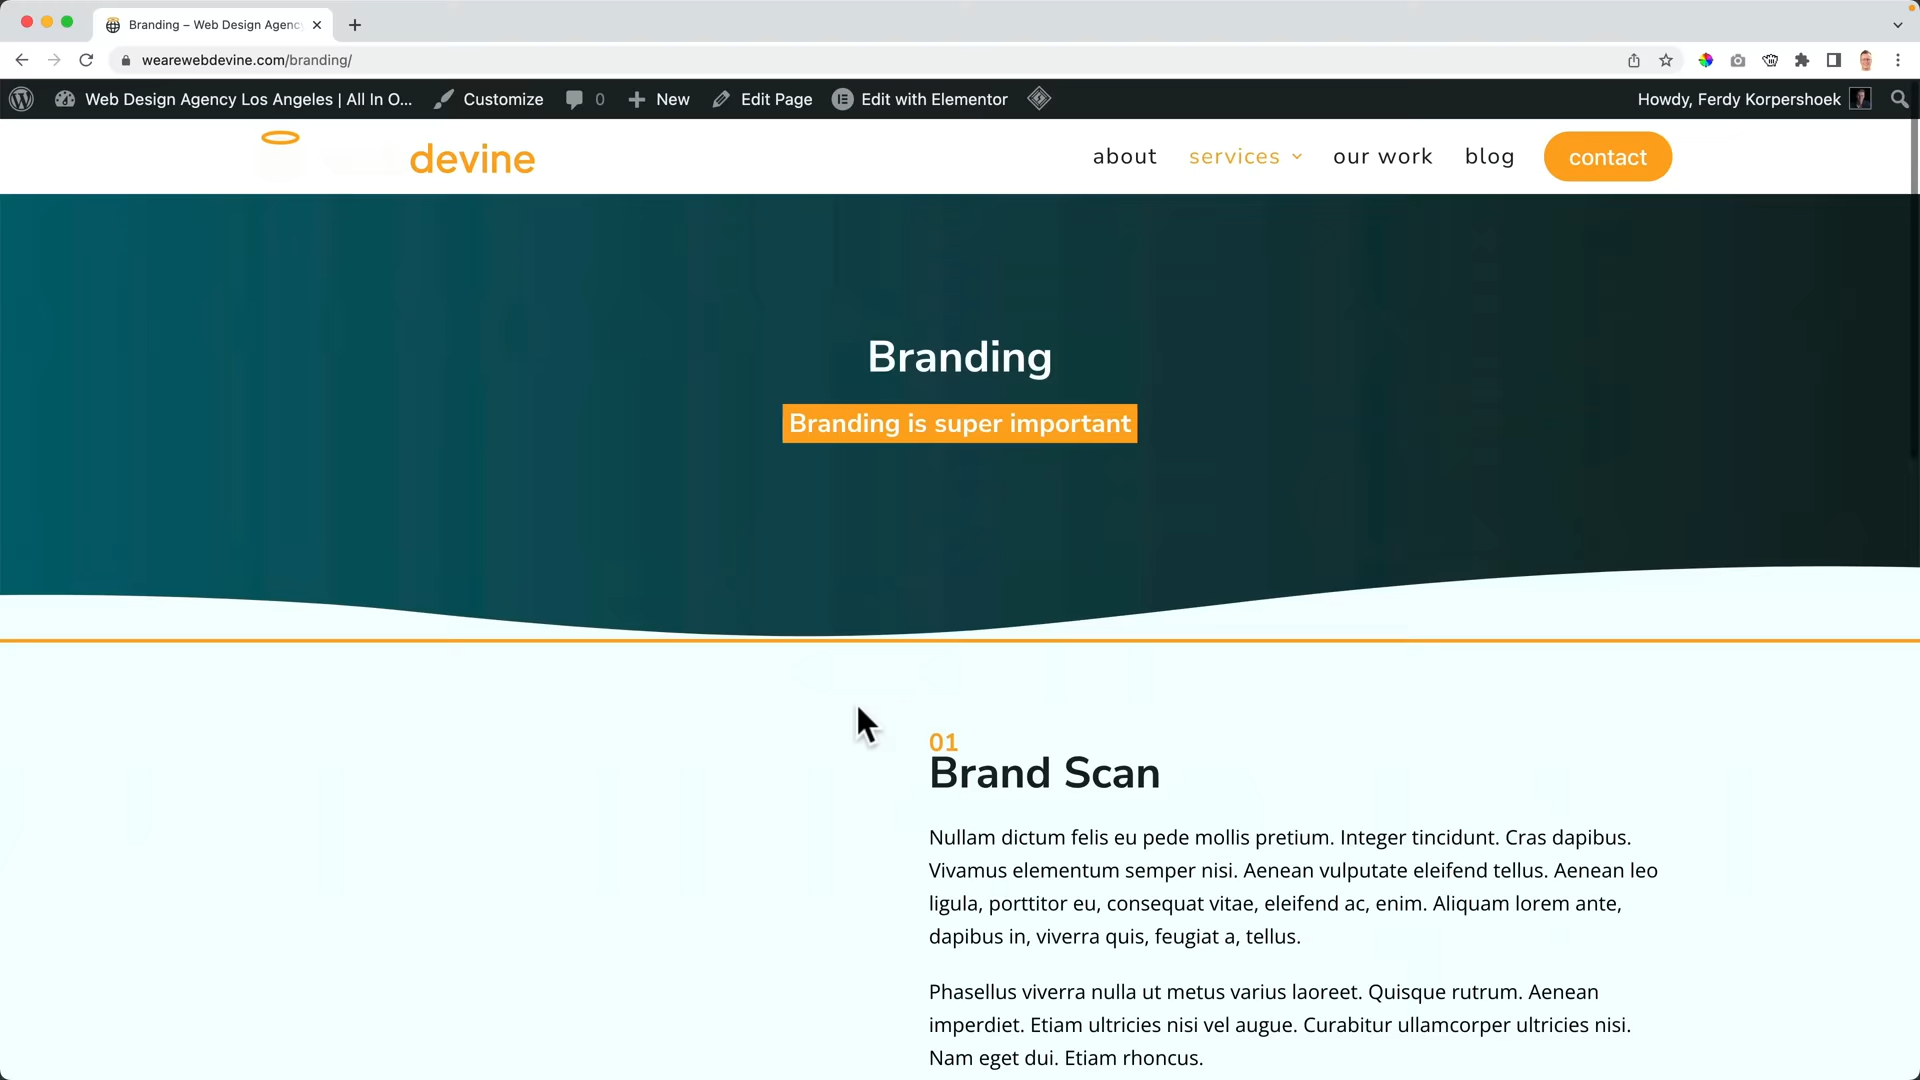 Branding – Web Design Agenc
wearewebdevine.com/branding/
Web Design Agency Los Angeles | All In O... Customize 0 New Edit Page Edit with Elementor Howdy, Ferdy Korpershoek
devine about services our work blog contact
Branding
Branding is super important
01
Brand Scan
Nullam dictum felis eu pede mollis pretium. Integer tincidunt. Cras dapibus.
Vivamus elementum semper nisi. Aenean vulputate eleifend tellus. Aenean leo
ligula, porttitor eu, consequat vitae, eleifend ac, enim. Aliquam lorem ante,
dapibus in, viverra quis, feugiat a, tellus.
Phasellus viverra nulla ut metus varius laoreet. Quisque rutrum. Aenean
imperdiet. Etiam ultricies nisi vel augue. Curabitur ullamcorper ultricies nisi.
Nam eget dui. Etiam rhoncus.